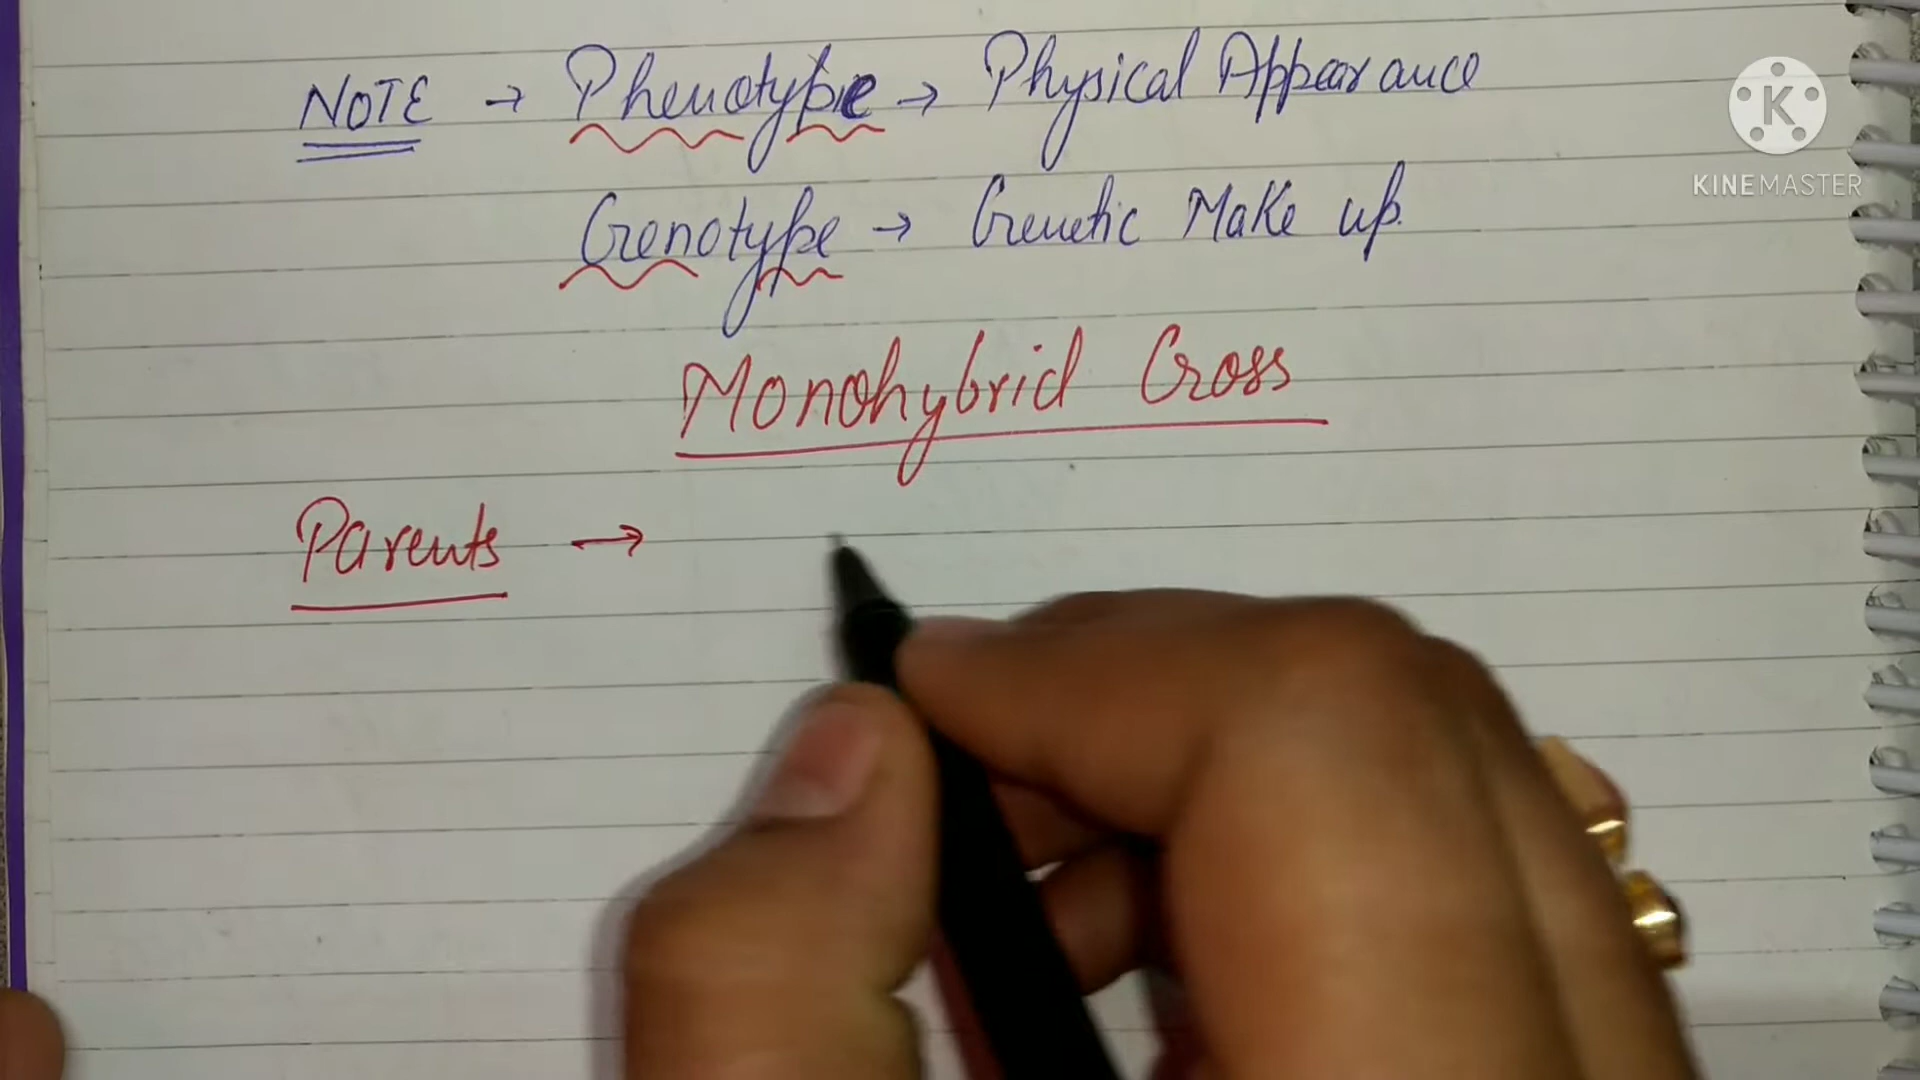 NOTE → Phenotype → Physical Appearance
Genotype → Genetic Make up.
Monohybrid Cross
Parents →
K
KINEMASTER